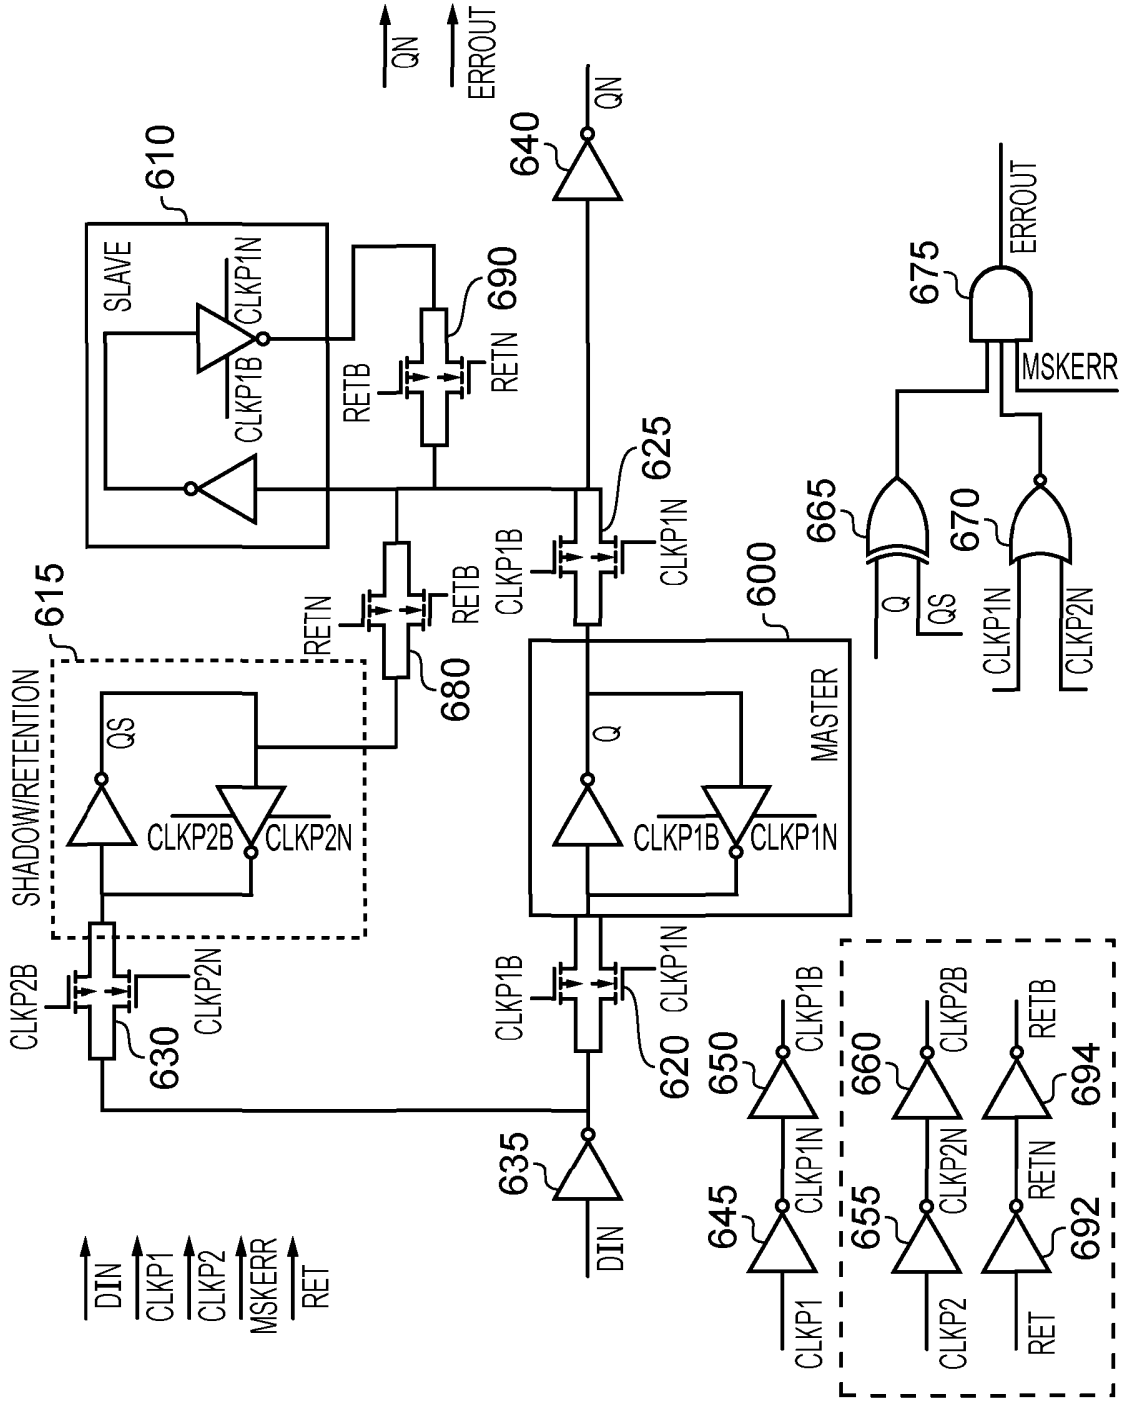 QN
ERROUT
610
SLAVE
CLKP1N
CLKP1B
690
RETB
RETN
640
QN
675
ERROUT
MSKERR
665
670
Q
QS
CLKP1N
CLKP2N
615
SHADOW/RETENTION
QS
CLKP2B
CLKP2N
RETN
RETB
680
CLKP1B
CLKP1N
625
600
MASTER
Q
CLKP1B
CLKP1N
CLKP2B
CLKP2N
630
CLKP1B
CLKP1N
620
635
DIN
DIN
CLKP1
CLKP2
MSKERR
RET
645
650
CLKP1
CLKP1N
CLKP1B
655
660
CLKP2
CLKP2N
CLKP2B
692
694
RET
RETN
RETB